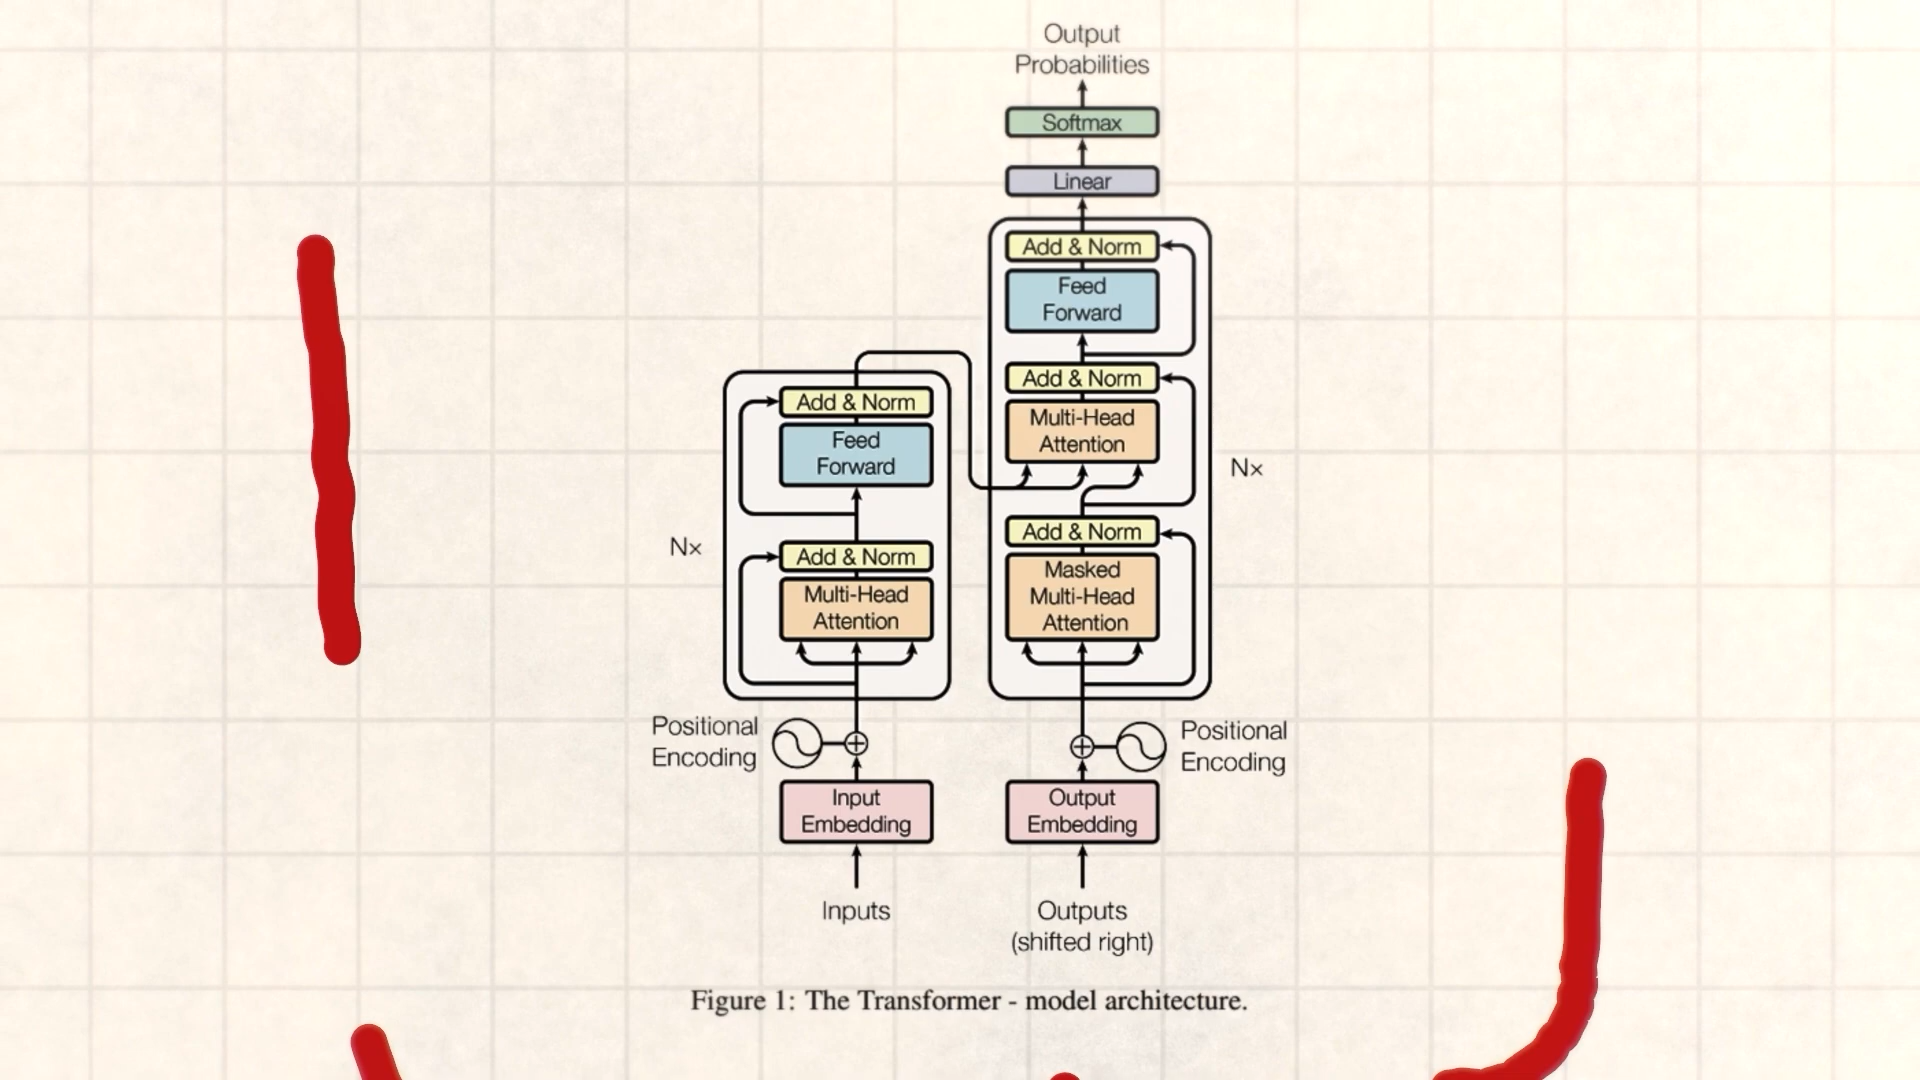 Output
Probabilities
Softmax
Linear
Add & Norm
Feed
Forward
Add & Norm
Multi-Head
Attention
Nx
Add & Norm
Masked
Multi-Head
Attention
Add & Norm
Feed
Forward
Nx
Add & Norm
Multi-Head
Attention
Positional
Encoding
Positional
Encoding
Input
Embedding
Output
Embedding
Inputs
Outputs
(shifted right)
Figure 1: The Transformer - model architecture.